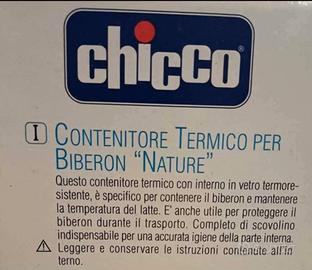 chicco
I CONTENITORE TERMICO PER
BIBERON "NATURE"
Questo contenitore termico con interno in vetro termore-
sistente, è specifico per contenere il biberon e mantenere
la temperatura del latte. E' anche utile per proteggere il
biberon durante il trasporto. Completo di scovolino
indispensabile per una accurata igiene della parte interna.
Leggere e conservare le istruzioni contenute all'in
terno.